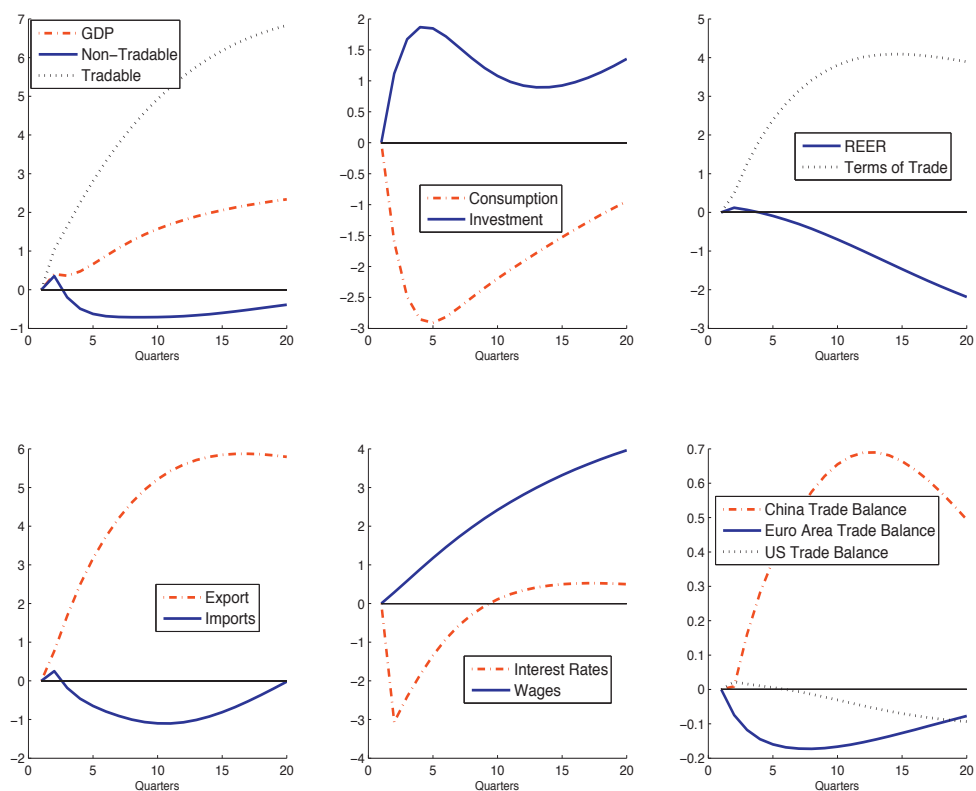 7
6
5
4
3
2
1
0
−1
GDP
Non−Tradable
Tradable
0 5 10 15 20
Quarters
2
1.5
1
0.5
0
−0.5
−1
−1.5
−2
−2.5
−3
Consumption
Investment
0 5 10 15 20
Quarters
5
4
3
2
1
0
−1
−2
−3
REER
Terms of Trade
0 5 10 15 20
Quarters
6
5
4
3
2
1
0
−1
−2
Export
Imports
0 5 10 15 20
Quarters
4
3
2
1
0
−1
−2
−3
−4
Interest Rates
Wages
0 5 10 15 20
Quarters
0.7
0.6
0.5
0.4
0.3
0.2
0.1
0
−0.1
−0.2
China Trade Balance
Euro Area Trade Balance
US Trade Balance
0 5 10 15 20
Quarters